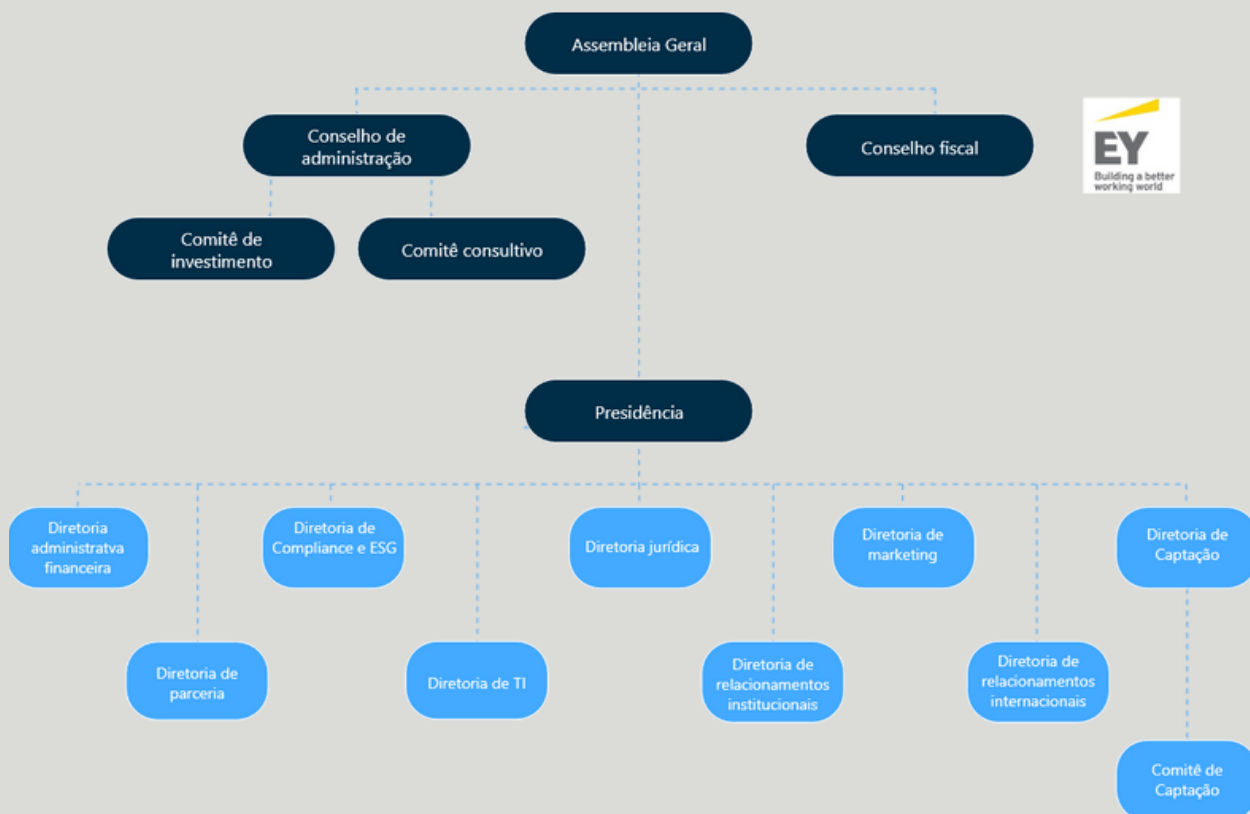 Assembleia Geral
Conselho de
administração
Conselho fiscal
EY
Building a better
working world
Comitê de
investimento
Comitê consultivo
Presidência
Diretoria
administratva
financeira
Diretoria de
Compliance e ESG
Diretoria jurídica
Diretoria de
marketing
Diretoria de
Captação
Diretoria de
parceria
Diretoria de TI
Diretoria de
relacionamentos
institucionais
Diretoria de
relacionamentos
internacionais
Comitê de
Captação